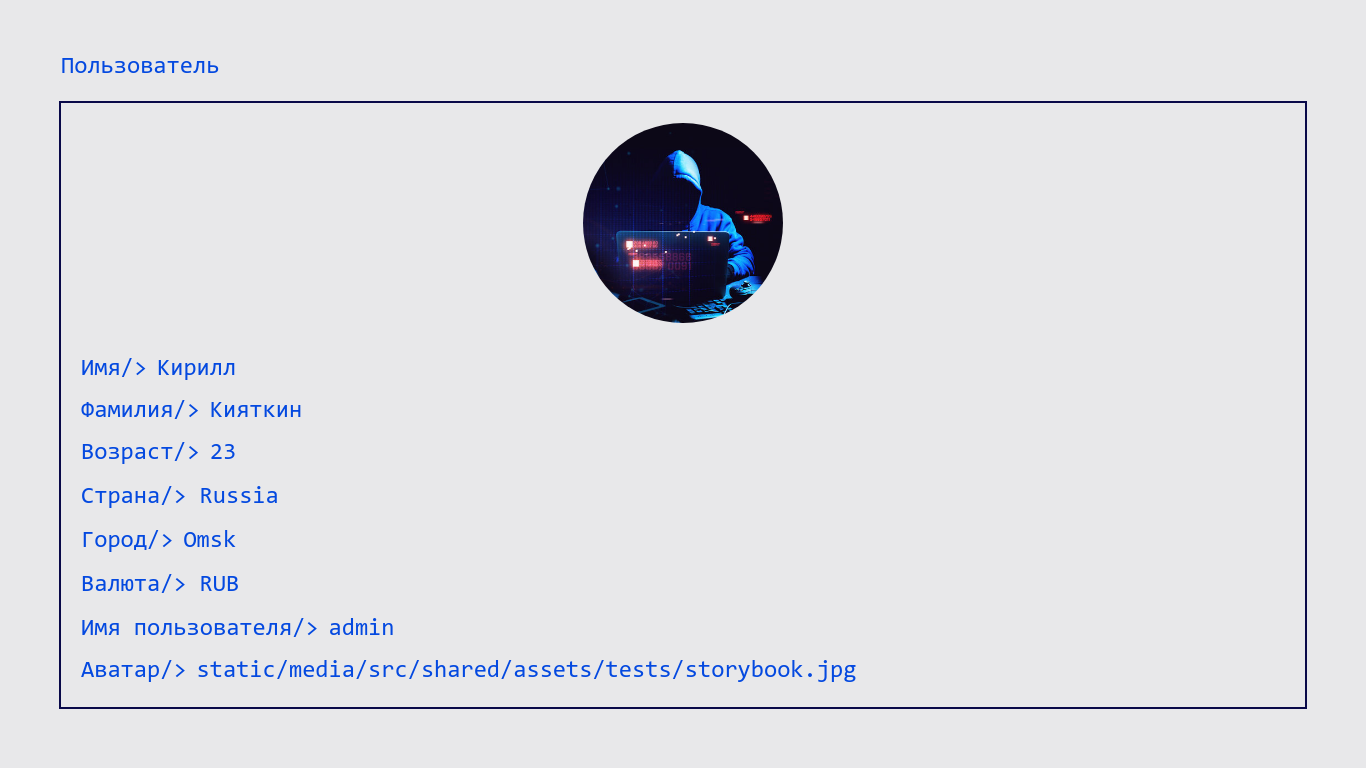 Пользователь
Имя/> Кирилл
Фамилия/> Кияткин
Возраст/> 23
Страна/> Russia
Город/> Omsk
Валюта/> RUB
Имя пользователя/> admin
Аватар/> static/media/src/shared/assets/tests/storybook.jpg